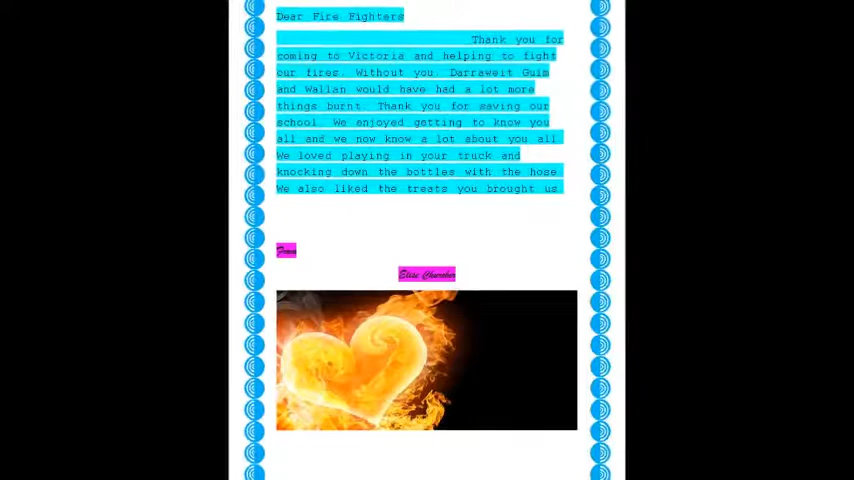 Dear Fire Fighters
Thank you for
coming to Victoria and helping to fight
our fires. Without you, Darraweit Guim
and Wallan would have had a lot more
things burnt. Thank you for saving our
school. We enjoyed getting to know you
all and we now know a lot about you all.
We loved playing in your truck and
knocking down the bottles with the hose.
We also liked the treats you brought us.
From
Elise